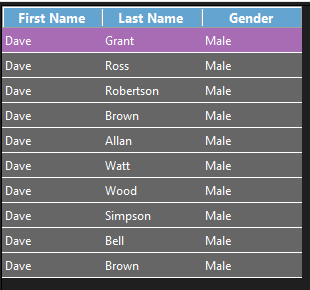 First Name Last Name Gender
Dave Grant Male
Dave Ross Male
Dave Robertson Male
Dave Brown Male
Dave Allan Male
Dave Watt Male
Dave Wood Male
Dave Simpson Male
Dave Bell Male
Dave Brown Male